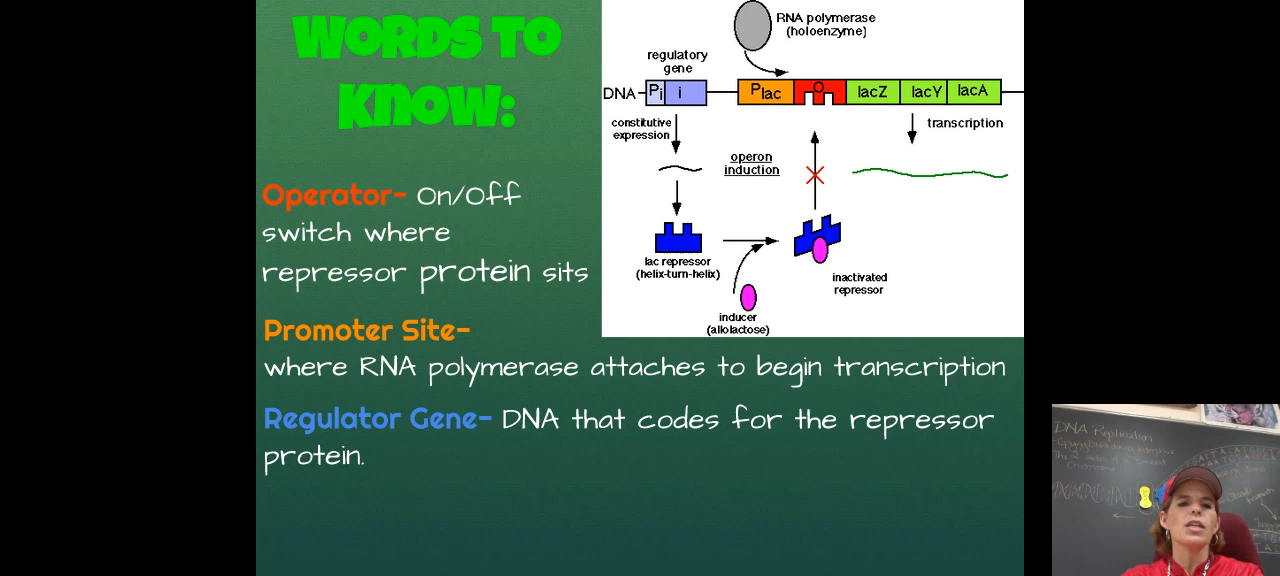 WORDS TO
KNOW:
Operator- On/Off
switch where
repressor protein sits
Promoter Site-
where RNA polymerase attaches to begin transcription
Regulator Gene- DNA that codes for the repressor
protein.
RNA polymerase
(holoenzyme)
regulatory
gene
DNA
Pi
i
Plac
O
lacZ
lacY
lacA
constitutive
expression
operon
induction
transcription
lac repressor
(helix-turn-helix)
inactivated
repressor
inducer
(allolactose)
DNA Replication